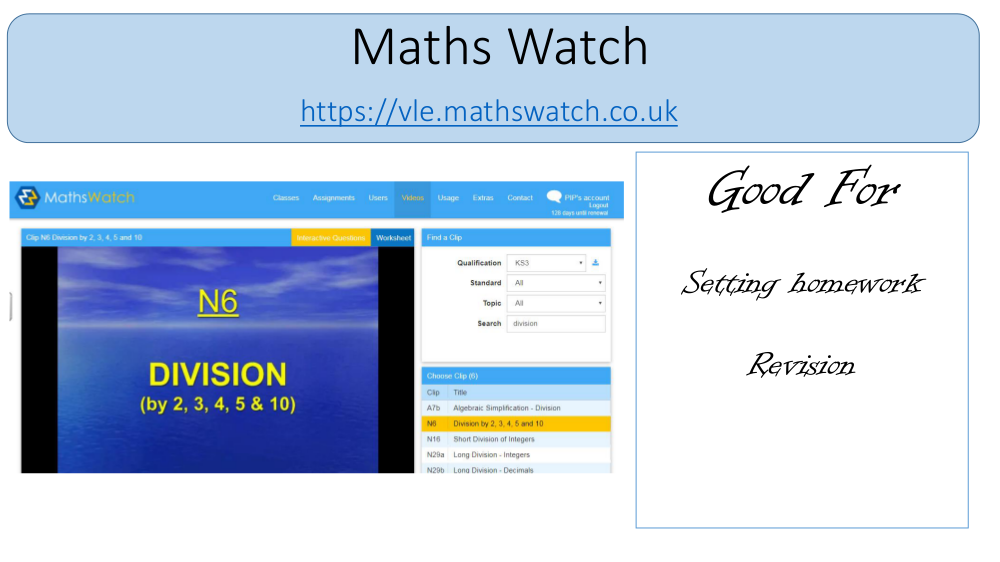 Maths Watch
https://vle.mathswatch.co.uk
MathsWatch
Classes Assignments Users Videos Usage Extras Contact PIP's account
Logout
126 days until renewal
Clip N6 Division by 2, 3, 4, 5 and 10 Interactive Questions Worksheet
N6
DIVISION
(by 2, 3, 4, 5 & 10)
Find a Clip
Qualification KS3
Standard All
Topic All
Search division
Choose Clip (6)
Clip Title
A7b Algebraic Simplification - Division
N6 Division by 2, 3, 4, 5 and 10
N16 Short Division of Integers
N29a Long Division - Integers
N29b Long Division - Decimals
Good For
Setting homework
Revision